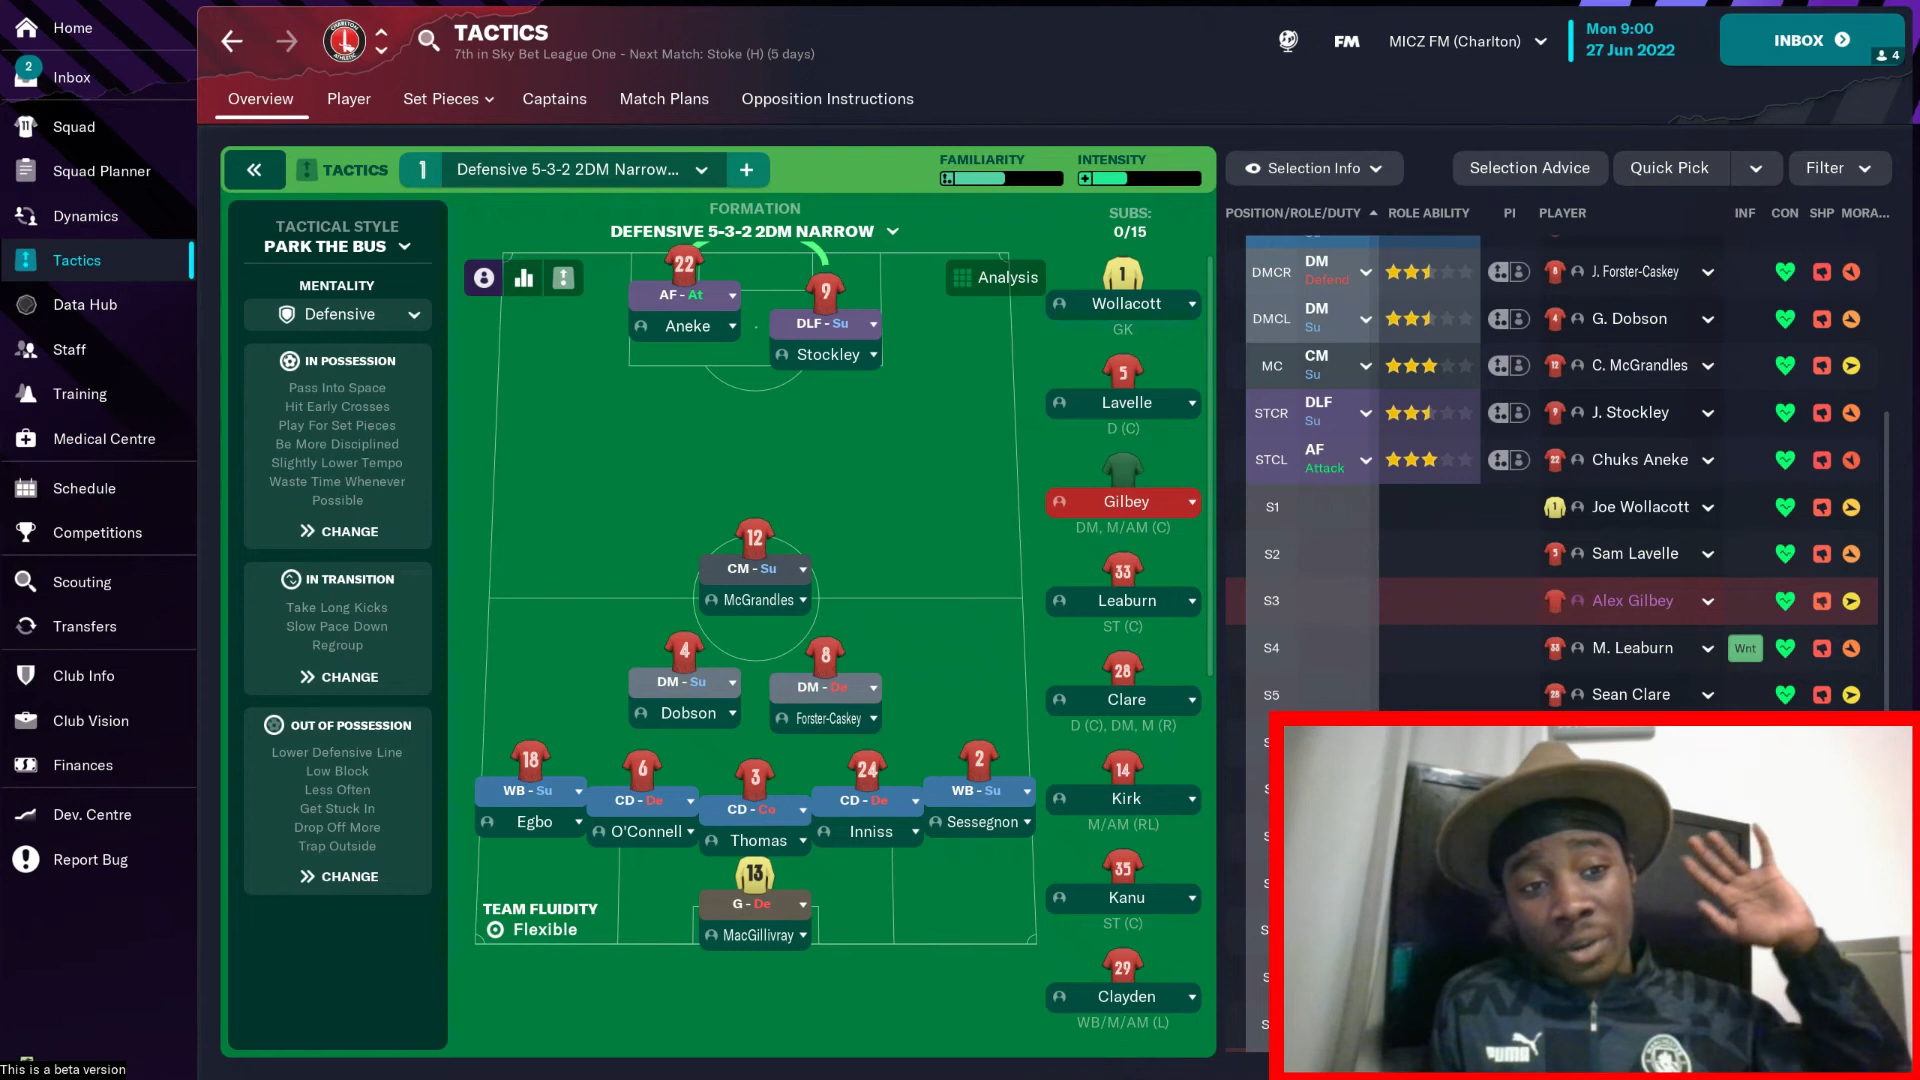 Home
2
Inbox
11
Squad
Squad Planner
Dynamics
Tactics
Data Hub
Staff
Training
Medical Centre
Schedule
Competitions
Scouting
Transfers
Club Info
Club Vision
Finances
Dev. Centre
Report Bug
This is a beta version
TACTICS
7th in Sky Bet League One - Next Match: Stoke (H) (5 days)
FM
MICZ FM (Charlton)
Mon 9:00
27 Jun 2022
INBOX
4
Overview
Player
Set Pieces
Captains
Match Plans
Opposition Instructions
TACTICS
1
Defensive 5-3-2 2DM Narrow...
FAMILIARITY
INTENSITY
TACTICAL STYLE
PARK THE BUS
MENTALITY
Defensive
IN POSSESSION
Pass Into Space
Hit Early Crosses
Play For Set Pieces
Be More Disciplined
Slightly Lower Tempo
Waste Time Whenever
Possible
CHANGE
IN TRANSITION
Take Long Kicks
Slow Pace Down
Regroup
CHANGE
OUT OF POSSESSION
Lower Defensive Line
Low Block
Less Often
Get Stuck In
Drop Off More
Trap Outside
CHANGE
FORMATION
DEFENSIVE 5-3-2 2DM NARROW
Analysis
22
AF - At
Aneke
9
DLF - Su
Stockley
12
CM - Su
McGrandles
4
DM - Su
Dobson
8
DM - De
Forster-Caskey
18
WB - Su
Egbo
6
CD - De
O'Connell
3
CD - Co
Thomas
24
CD - De
Inniss
2
WB - Su
Sessegnon
13
G - De
MacGillivray
TEAM FLUIDITY
Flexible
SUBS:
0/15
1
Wollacott
GK
5
Lavelle
D (C)
Gilbey
DM, M/AM (C)
33
Leaburn
ST (C)
28
Clare
D (C), DM, M (R)
14
Kirk
M/AM (RL)
35
Kanu
ST (C)
29
Clayden
WB/M/AM (L)
Selection Info
Selection Advice
Quick Pick
Filter
POSITION/ROLE/DUTY
ROLE ABILITY
PI
PLAYER
INF
CON
SHP
MORA...
DMCR
DM
Defend
8
J. Forster-Caskey
DMCL
DM
Su
4
G. Dobson
MC
CM
Su
12
C. McGrandles
STCR
DLF
Su
9
J. Stockley
STCL
AF
Attack
22
Chuks Aneke
S1
1
Joe Wollacott
S2
5
Sam Lavelle
S3
Alex Gilbey
S4
33
M. Leaburn
Wnt
S5
28
Sean Clare
PUMA